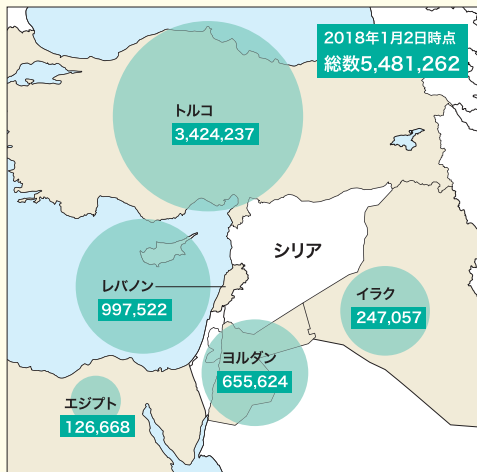 2018年1月2日時点
総数5,481,262
トルコ
3,424,237
シリア
レバノン
997,522
イラク
247,057
ヨルダン
655,624
エジプト
126,668